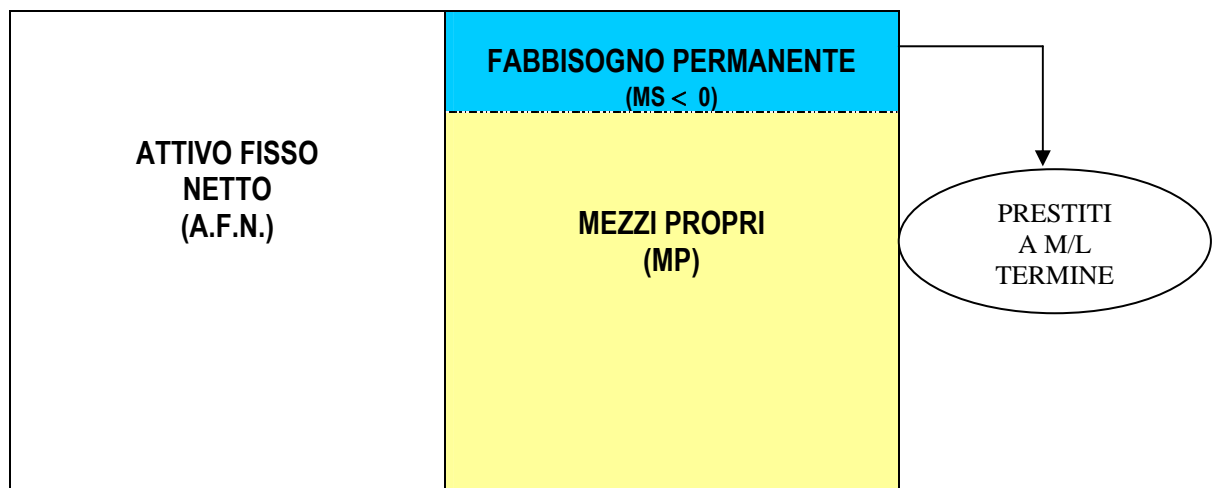 FABBISOGNO PERMANENTE
(MS < 0)
ATTIVO FISSO
NETTO
(A.F.N.)
MEZZI PROPRI
(MP)
PRESTITI
A M/L
TERMINE